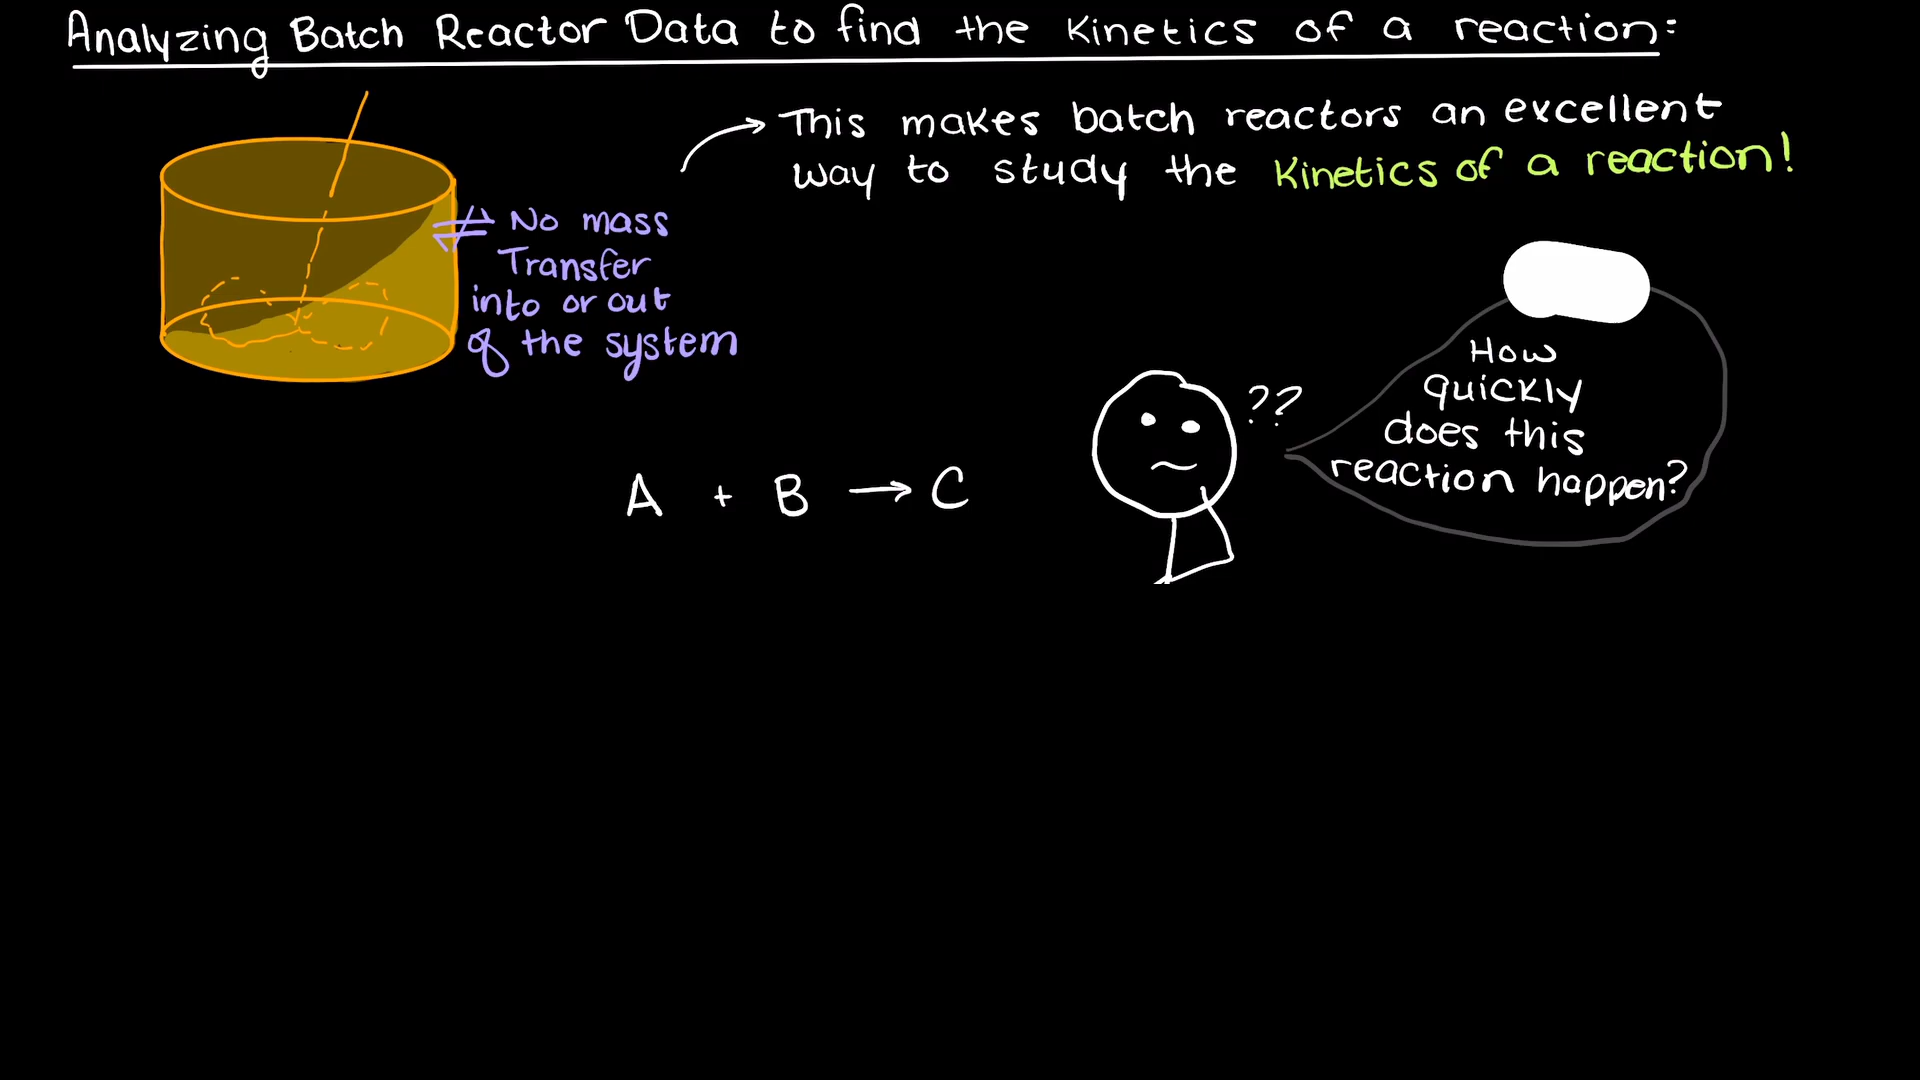 Analyzing Batch Reactor Data to find the Kinetics of a reaction:
This makes batch reactors an excellent
way to study the Kinetics of a reaction!
No mass
Transfer
into or out
of the system
How
quickly
does this
reaction happen?
??
A + B → C